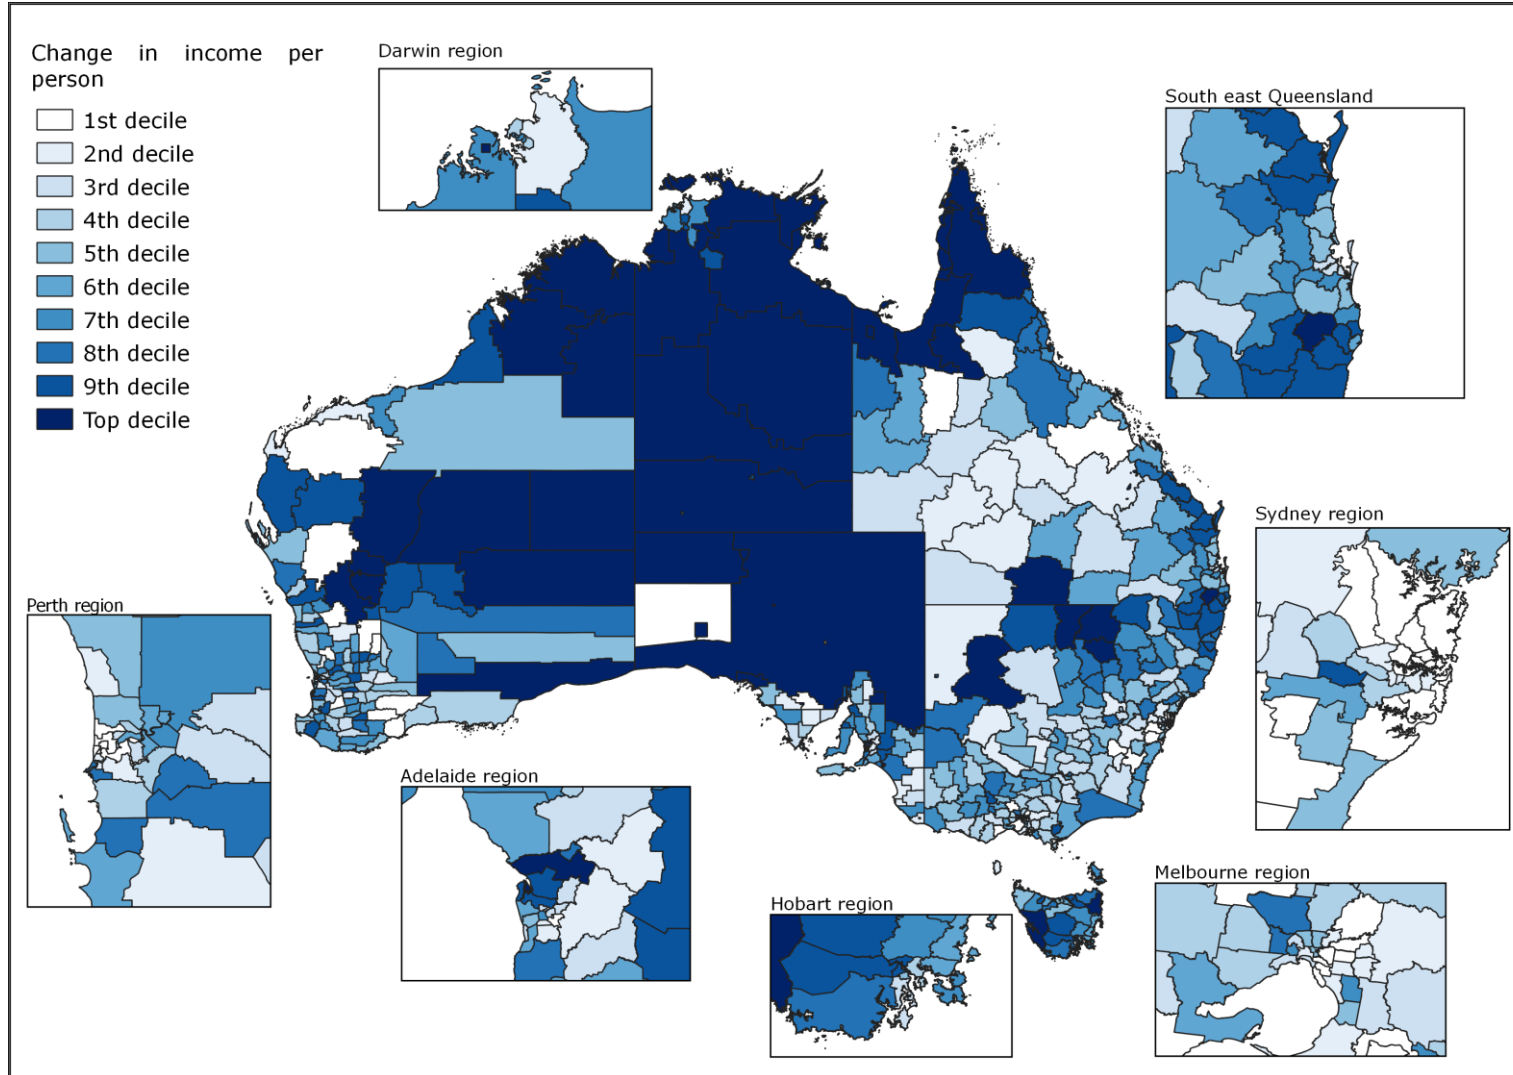 Change in income per
person
1st decile
2nd decile
3rd decile
4th decile
5th decile
6th decile
7th decile
8th decile
9th decile
Top decile
Darwin region
South east Queensland
Sydney region
Perth region
Adelaide region
Melbourne region
Hobart region